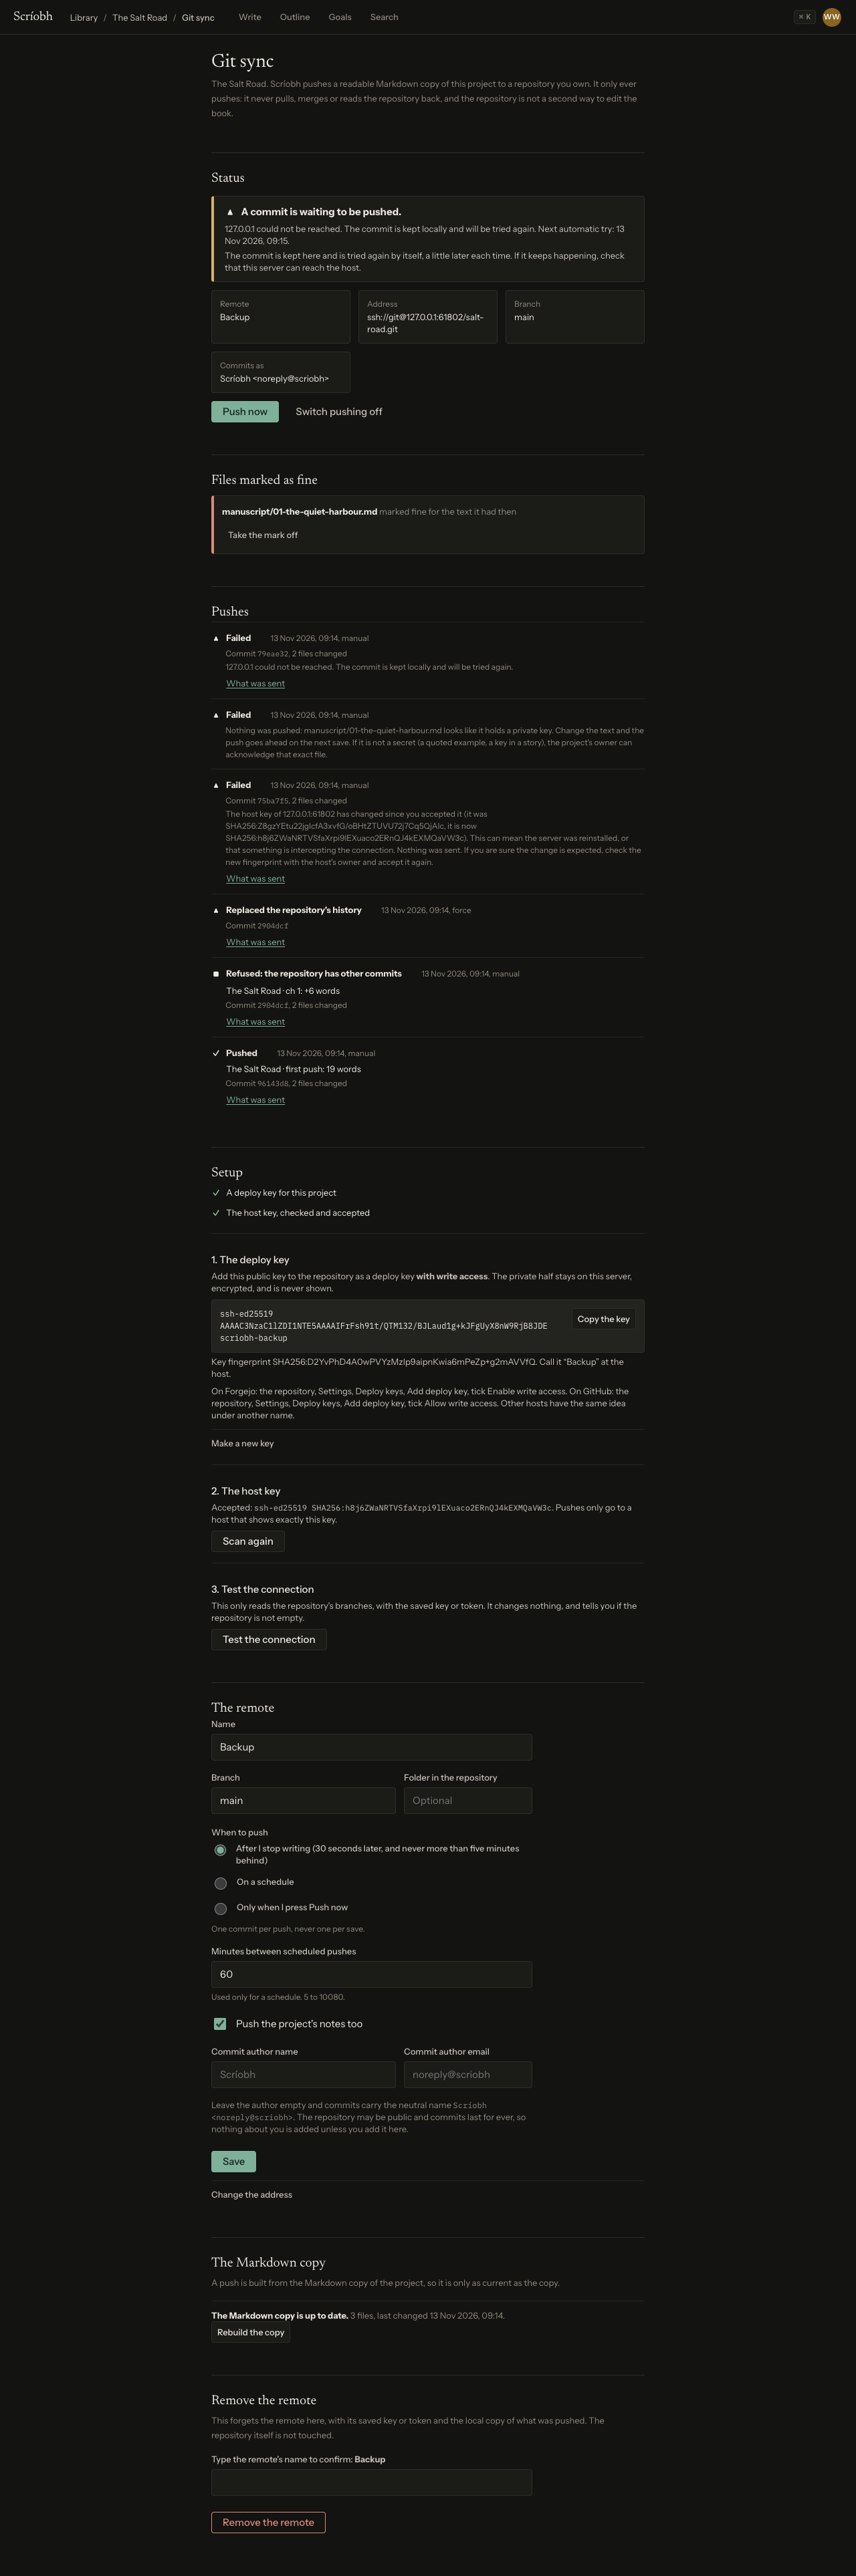 Scríobh
Library / The Salt Road / Git sync
Write
Outline
Goals
Search
⌘ K
WW
Git sync
The Salt Road. Scríobh pushes a readable Markdown copy of this project to a repository you own. It only ever
pushes: it never pulls, merges or reads the repository back, and the repository is not a second way to edit the
book.
Status
A commit is waiting to be pushed.
127.0.0.1 could not be reached. The commit is kept locally and will be tried again. Next automatic try: 13
Nov 2026, 09:15.
The commit is kept here and is tried again by itself, a little later each time. If it keeps happening, check
that this server can reach the host.
Remote
Backup
Address
ssh://git@127.0.0.1:61802/salt-
road.git
Branch
main
Commits as
Scríobh <noreply@scriobh>
Push now
Switch pushing off
Files marked as fine
manuscript/01-the-quiet-harbour.md marked fine for the text it had then
Take the mark off
Pushes
Failed 13 Nov 2026, 09:14, manual
Commit 79eae32, 2 files changed
127.0.0.1 could not be reached. The commit is kept locally and will be tried again.
What was sent
Failed 13 Nov 2026, 09:14, manual
Nothing was pushed: manuscript/01-the-quiet-harbour.md looks like it holds a private key. Change the text and the
push goes ahead on the next save. If it is not a secret (a quoted example, a key in a story), the project's owner can
acknowledge that exact file.
Failed 13 Nov 2026, 09:14, manual
Commit 75ba7f5, 2 files changed
The host key of 127.0.0.1:61802 has changed since you accepted it (it was
it is now
This can mean the server was reinstalled, or
that something is intercepting the connection. Nothing was sent. If you are sure the change is expected, check the
new fingerprint with the host's owner and accept it again.
What was sent
Replaced the repository's history 13 Nov 2026, 09:14, force
Commit 2904dcf
What was sent
Refused: the repository has other commits 13 Nov 2026, 09:14, manual
The Salt Road · ch 1: +6 words
Commit 2904dcf, 2 files changed
What was sent
Pushed 13 Nov 2026, 09:14, manual
The Salt Road · first push: 19 words
Commit 96143d8, 2 files changed
What was sent
Setup
A deploy key for this project
The host key, checked and accepted
1. The deploy key
Add this public key to the repository as a deploy key with write access. The private half stays on this server,
encrypted, and is never shown.
ssh-ed25519
scriobh-backup
Copy the key
Key fingerprint Call it “Backup” at the
host.
On Forgejo: the repository, Settings, Deploy keys, Add deploy key, tick Enable write access. On GitHub: the
repository, Settings, Deploy keys, Add deploy key, tick Allow write access. Other hosts have the same idea
under another name.
Make a new key
2. The host key
Accepted: ssh-ed25519 Pushes only go to a
host that shows exactly this key.
Scan again
3. Test the connection
This only reads the repository's branches, with the saved key or token. It changes nothing, and tells you if the
repository is not empty.
Test the connection
The remote
Name
Backup
Branch
Folder in the repository
main
Optional
When to push
After I stop writing (30 seconds later, and never more than five minutes
behind)
On a schedule
Only when I press Push now
One commit per push, never one per save.
Minutes between scheduled pushes
60
Used only for a schedule. 5 to 10080.
Push the project's notes too
Commit author name
Commit author email
Scríobh
noreply@scriobh
Leave the author empty and commits carry the neutral name Scríobh
<noreply@scriobh>. The repository may be public and commits last for ever, so
nothing about you is added unless you add it here.
Save
Change the address
The Markdown copy
A push is built from the Markdown copy of the project, so it is only as current as the copy.
The Markdown copy is up to date. 3 files, last changed 13 Nov 2026, 09:14.
Rebuild the copy
Remove the remote
This forgets the remote here, with its saved key or token and the local copy of what was pushed. The
repository itself is not touched.
Type the remote's name to confirm: Backup
Remove the remote